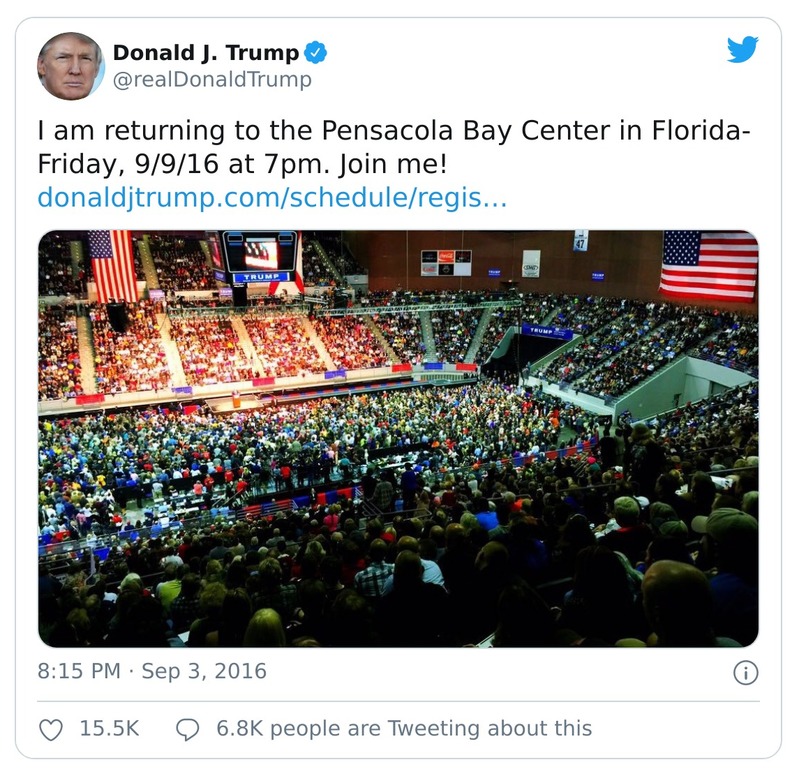 Donald J. Trump
@realDonaldTrump
I am returning to the Pensacola Bay Center in Florida-
Friday, 9/9/16 at 7pm. Join me!
donaldjtrump.com/schedule/regis…
TRUMP
47
TRUMP
8:15 PM · Sep 3, 2016
15.5K
6.8K people are Tweeting about this